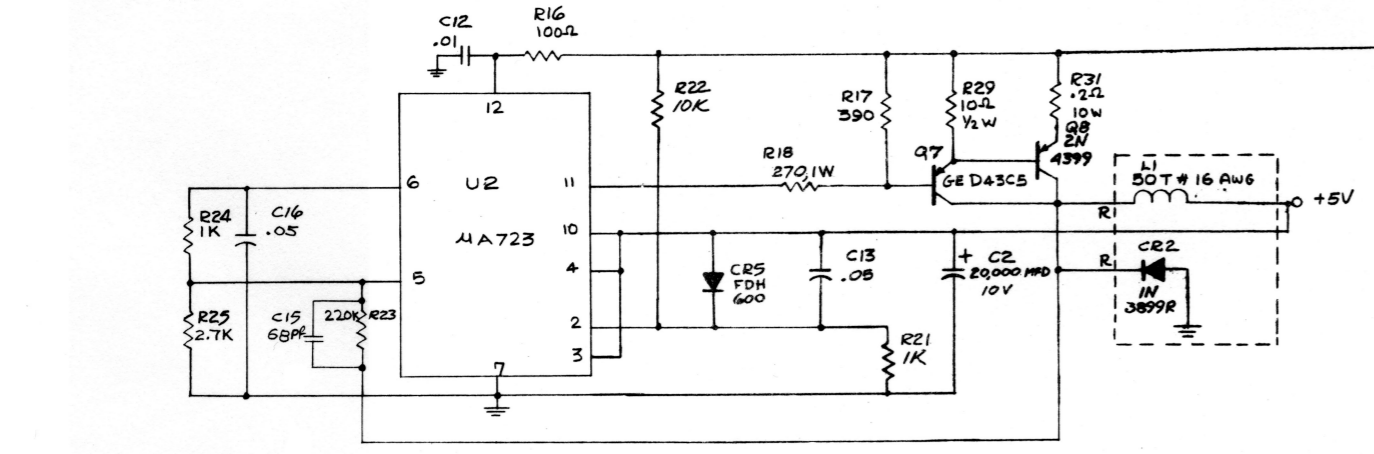 C12
.01
R16
100Ω
12
R22
10K
R17
390
R29
10Ω
½W
R31
.2Ω
10W
Q8
2N
4399
R18
270,1W
Q7
GE D43C5
L1
50T # 16 AWG
+5V
R
6
U2
11
R24
1K
C16
.05
µA723
10
4
5
CR5
FDH
600
C13
.05
+
C2
20,000 MFD
10V
R
CR2
1N
3899R
R25
2.7K
C15
68pf
220K
R23
2
3
7
R21
1K